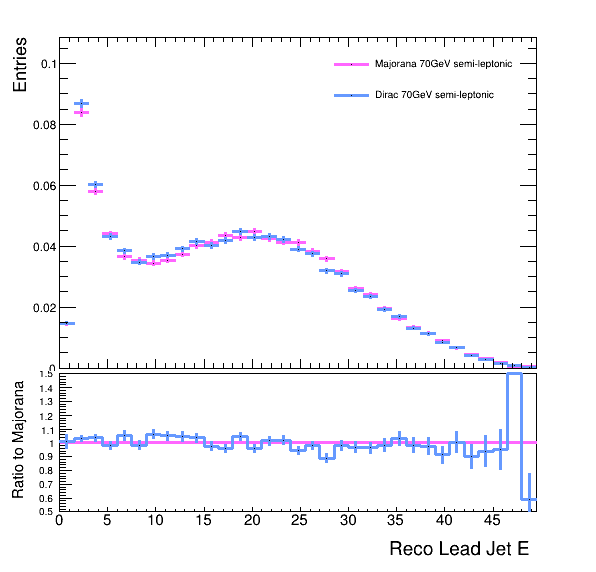 Entries
0.1
0.08
0.06
0.04
0.02
0
Majorana 70GeV semi-leptonic
Dirac 70GeV semi-leptonic
Ratio to Majorana
1.5
1.4
1.3
1.2
1.1
1
0.9
0.8
0.7
0.6
0.5
0 5 10 15 20 25 30 35 40 45
Reco Lead Jet E